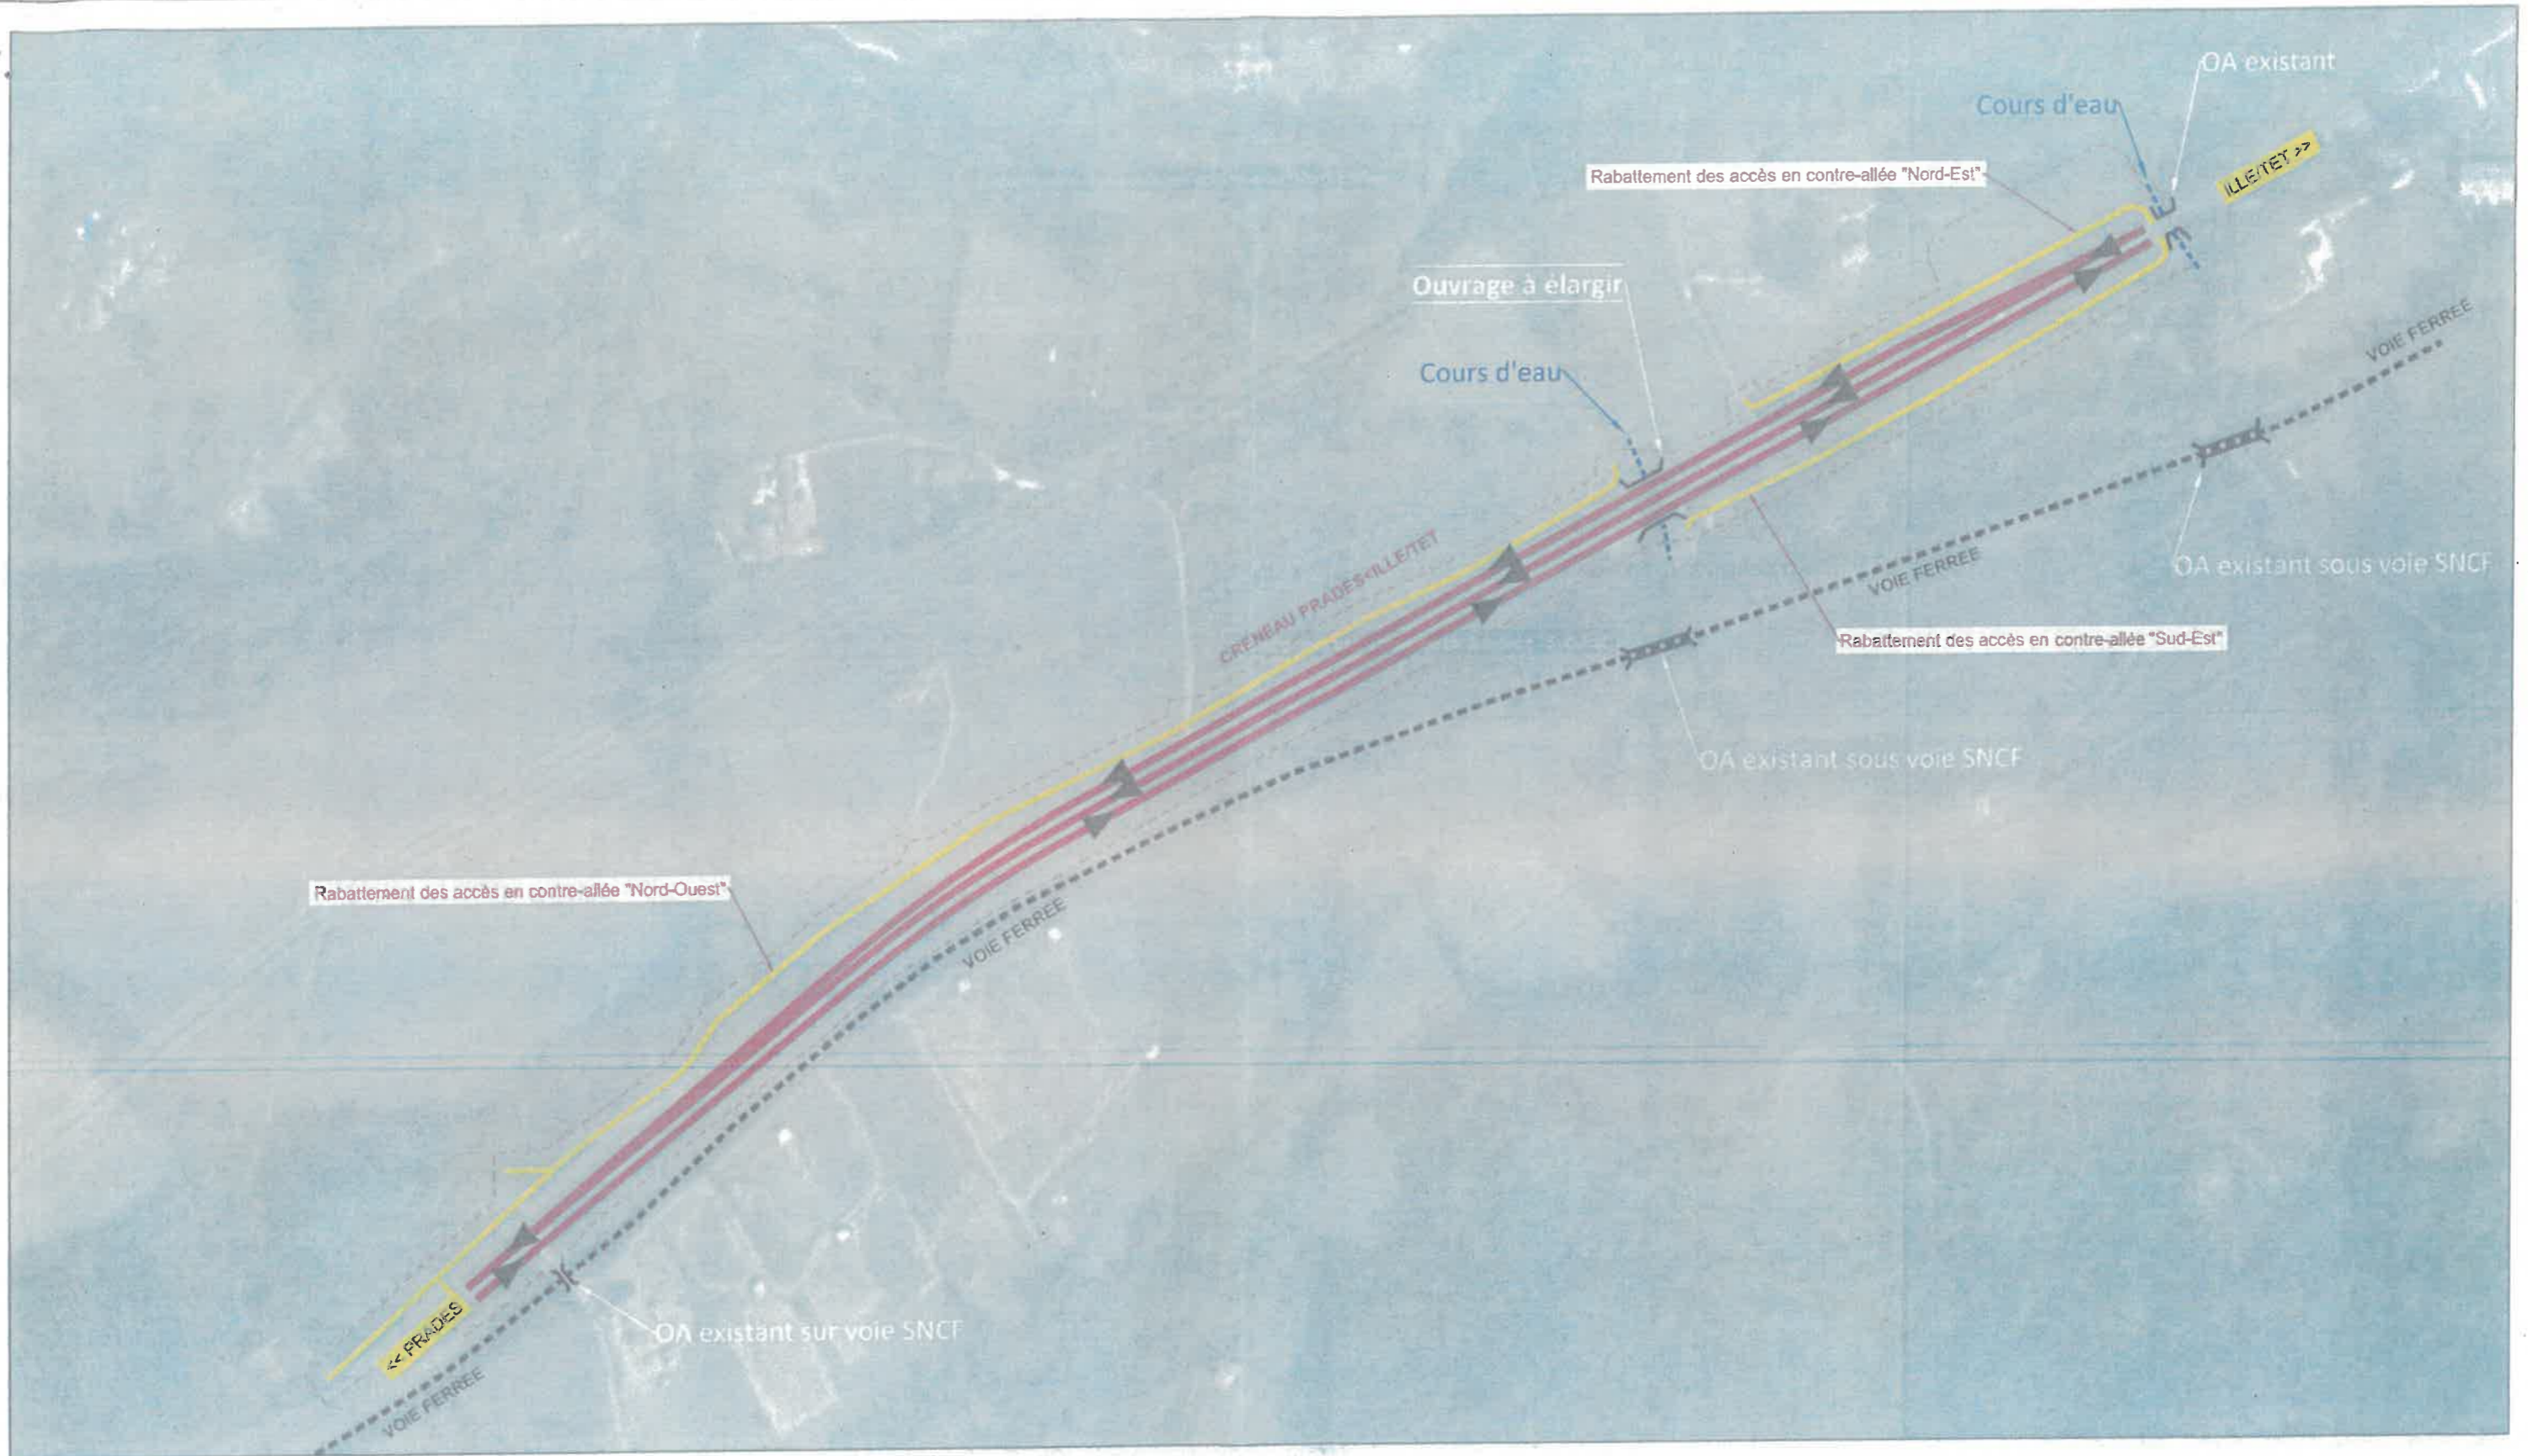 OA existant
Cours d'eau
ILLE/TET >>
Rabattement des accès en contre-allée "Nord-Est"
Ouvrage à élargir
VOIE FERREE
Cours d'eau
CRENEAU PRADES<ILLE/TET
OA existant sous voie SNCF
VOIE FERREE
Rabattement des accès en contre-allée "Sud-Est"
OA existant sous voie SNCF
Rabattement des accès en contre-allée "Nord-Ouest"
VOIE FERREE
<< PRADES
OA existant sur voie SNCF
VOIE FERREE